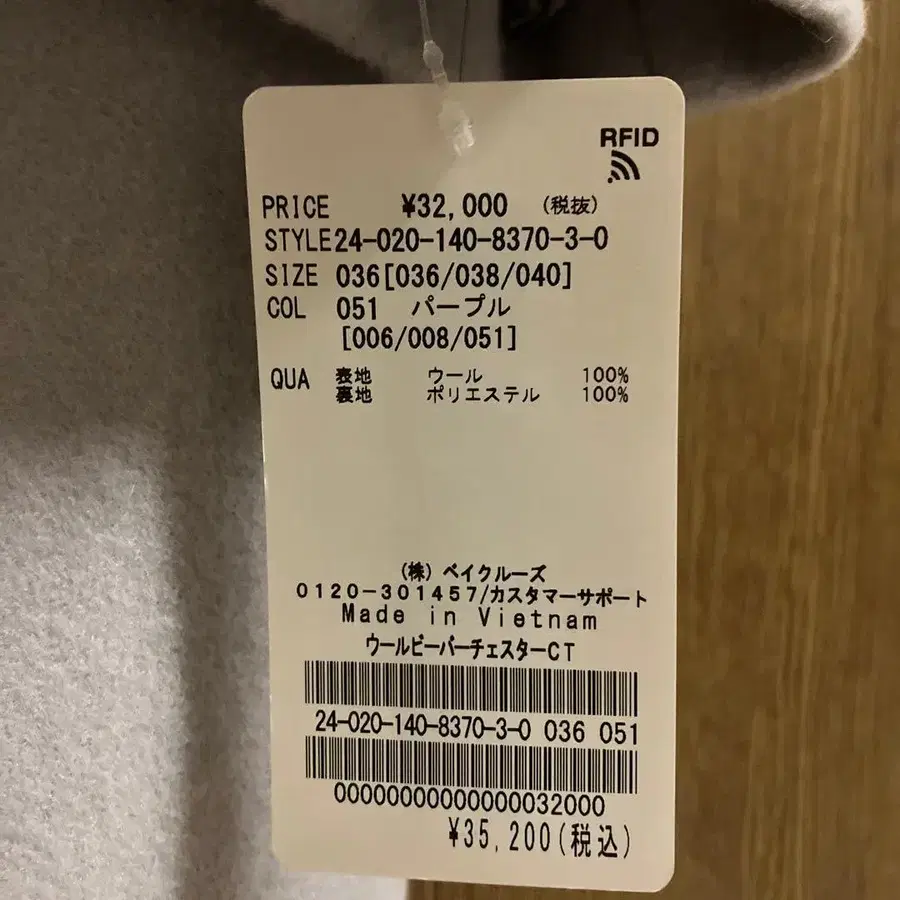 RFID
PRICE ¥32,000 (税抜)
STYLE24-020-140-8370-3-0
SIZE 036[036/038/040]
COL 051 パープル
[006/008/051]
QUA 表地 ウール 100%
裏地 ポリエステル 100%
(株) ベイクルーズ
0120-301457/カスタマーサポート
Made in Vietnam
ウールビーバーチェスターCT
24-020-140-8370-3-0 036 051
00000000000000032000
¥35,200(税込)